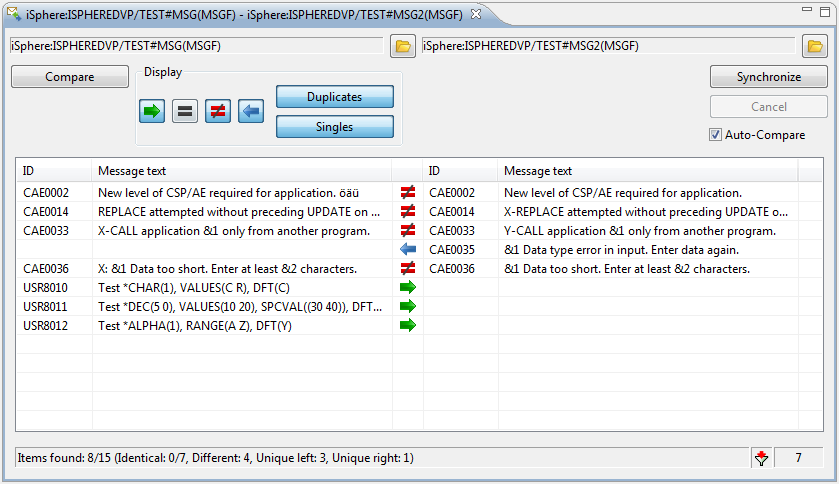 iSphere:ISPHEREDVP/TEST#MSG(MSGF) - iSphere:ISPHEREDVP/TEST#MSG2(MSGF)
iSphere:ISPHEREDVP/TEST#MSG(MSGF) iSphere:ISPHEREDVP/TEST#MSG2(MSGF)
Compare Display Synchronize
Duplicates Cancel
Singles Auto-Compare
ID Message text ID Message text
CAE0002 New level of CSP/AE required for application. öäü CAE0002 New level of CSP/AE required for application.
CAE0014 REPLACE attempted without preceding UPDATE on ... CAE0014 X-REPLACE attempted without preceding UPDATE o...
CAE0033 X-CALL application &1 only from another program. CAE0033 Y-CALL application &1 only from another program.
CAE0035 &1 Data type error in input. Enter data again.
CAE0036 X: &1 Data too short. Enter at least &2 characters. CAE0036 &1 Data too short. Enter at least &2 characters.
USR8010 Test *CHAR(1), VALUES(C R), DFT(C)
USR8011 Test *DEC(5 0), VALUES(10 20), SPCVAL((30 40)), DFT...
USR8012 Test *ALPHA(1), RANGE(A Z), DFT(Y)
Items found: 8/15 (Identical: 0/7, Different: 4, Unique left: 3, Unique right: 1) 7